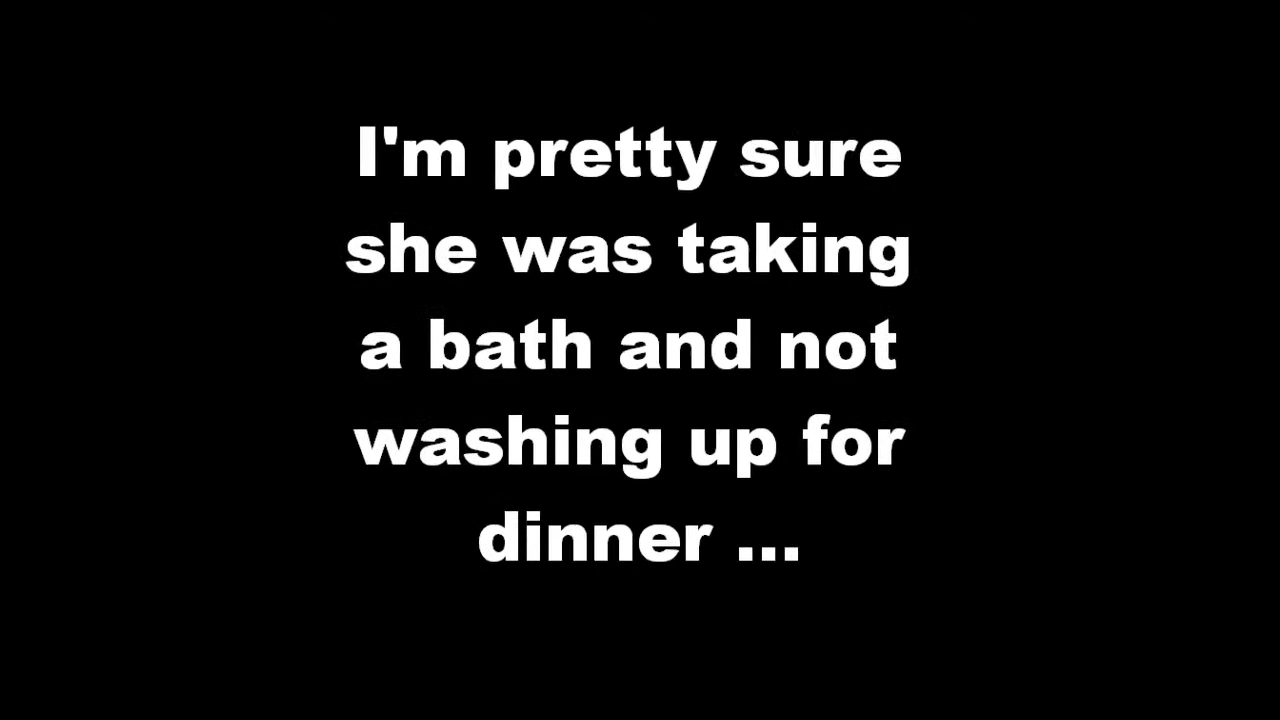 I'm pretty sure
she was taking
a bath and not
washing up for
dinner ...